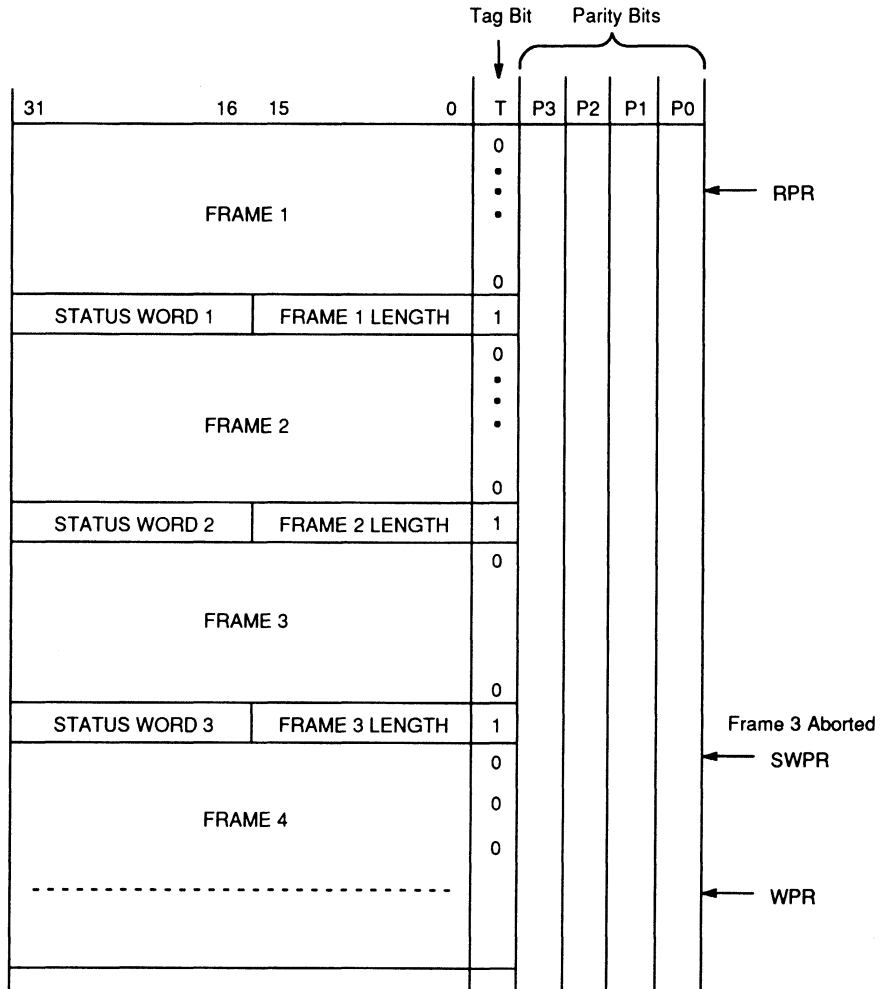 Tag Bit Parity Bits
31 16 15 0 T P3 P2 P1 P0
0
RPR
FRAME 1
0
STATUS WORD 1 FRAME 1 LENGTH 1
0
FRAME 2
0
STATUS WORD 2 FRAME 2 LENGTH 1
0
FRAME 3
0
STATUS WORD 3 FRAME 3 LENGTH 1 Frame 3 Aborted
0 SWPR
0
FRAME 4
0
WPR